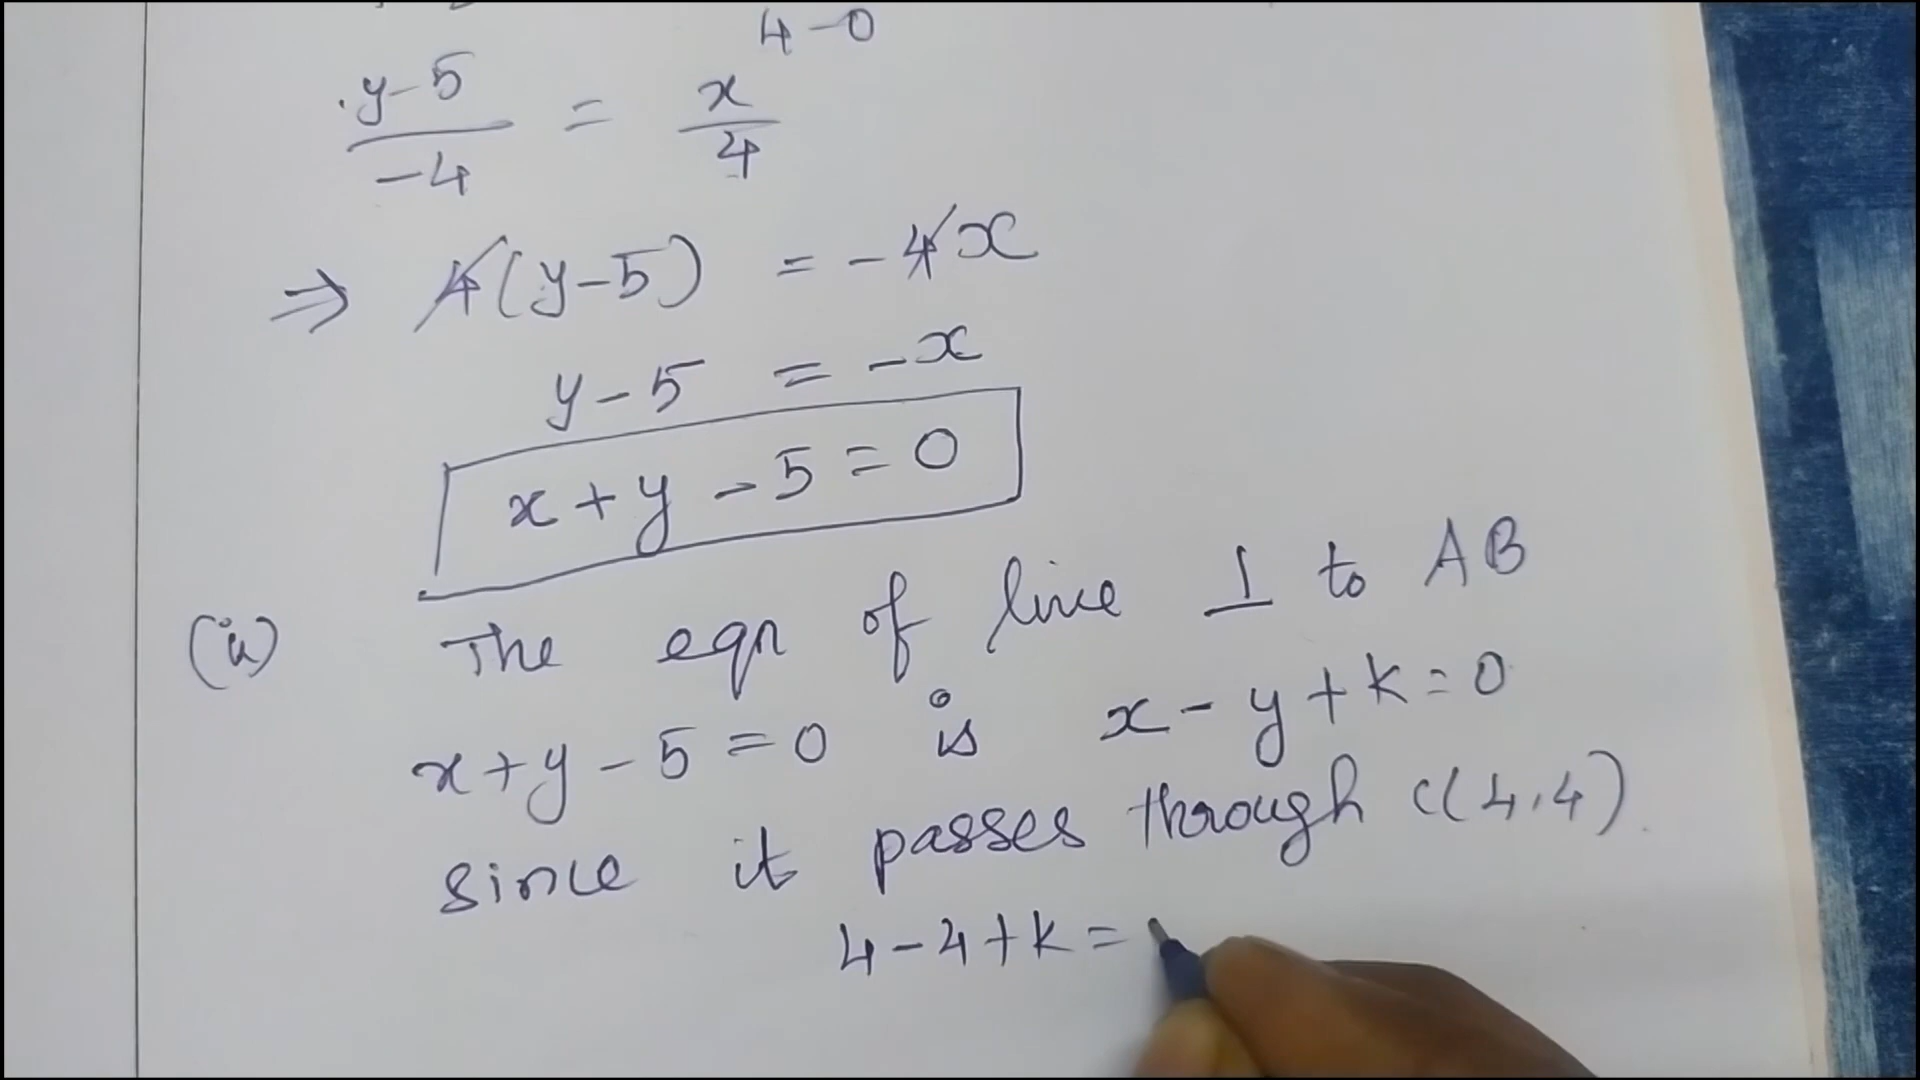 4-0
y-5/-4 = x/4
⇒ 4(y-5) = -4x
y-5 = -x
x+y-5=0
(ii) The eqn of line ⊥ to AB
x+y-5=0 is x-y+k=0
since it passes through C(4,4)
4-4+k=